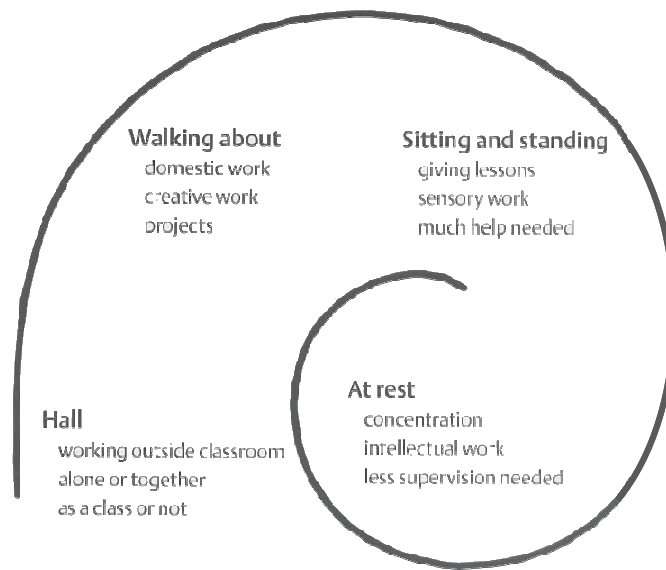 Walking about
domestic work
creative work
projects
Sitting and standing
giving lessons
sensory work
much help needed
Hall
working outside classroom
alone or together
as a class or not
At rest
concentration
intellectual work
less supervision needed